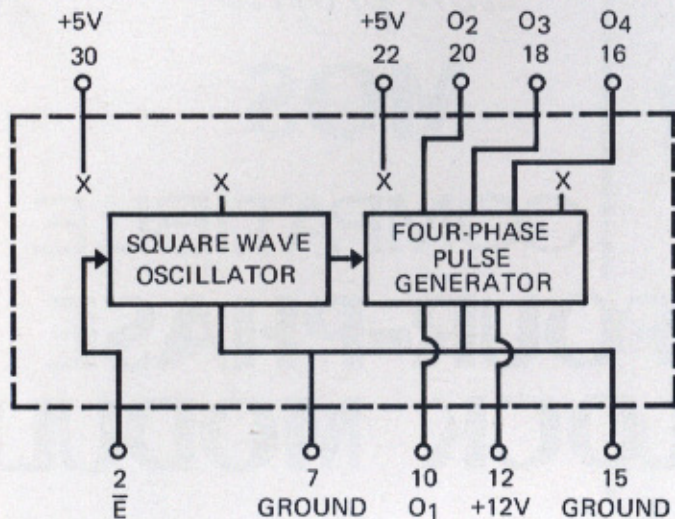 +5V +5V O2 O3 O4
30 22 20 18 16
X X X X
SQUARE WAVE
OSCILLATOR
FOUR-PHASE
PULSE
GENERATOR
2 7 10 12 15
E̅ GROUND O1 +12V GROUND